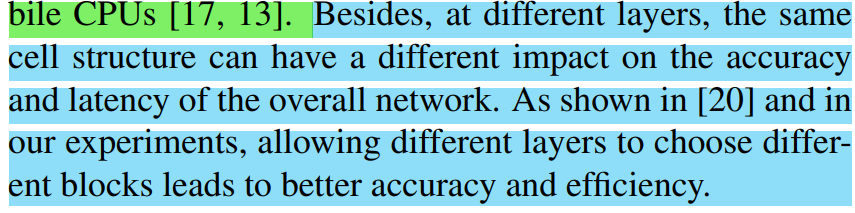 bile CPUs [17, 13]. Besides, at different layers, the same
cell structure can have a different impact on the accuracy
and latency of the overall network. As shown in [20] and in
our experiments, allowing different layers to choose differ-
ent blocks leads to better accuracy and efficiency.